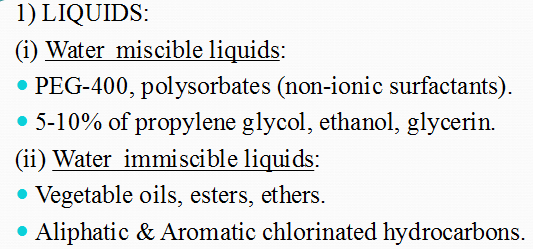 1) LIQUIDS:
(i) Water miscible liquids:
• PEG-400, polysorbates (non-ionic surfactants).
• 5-10% of propylene glycol, ethanol, glycerin.
(ii) Water immiscible liquids:
• Vegetable oils, esters, ethers.
• Aliphatic & Aromatic chlorinated hydrocarbons.